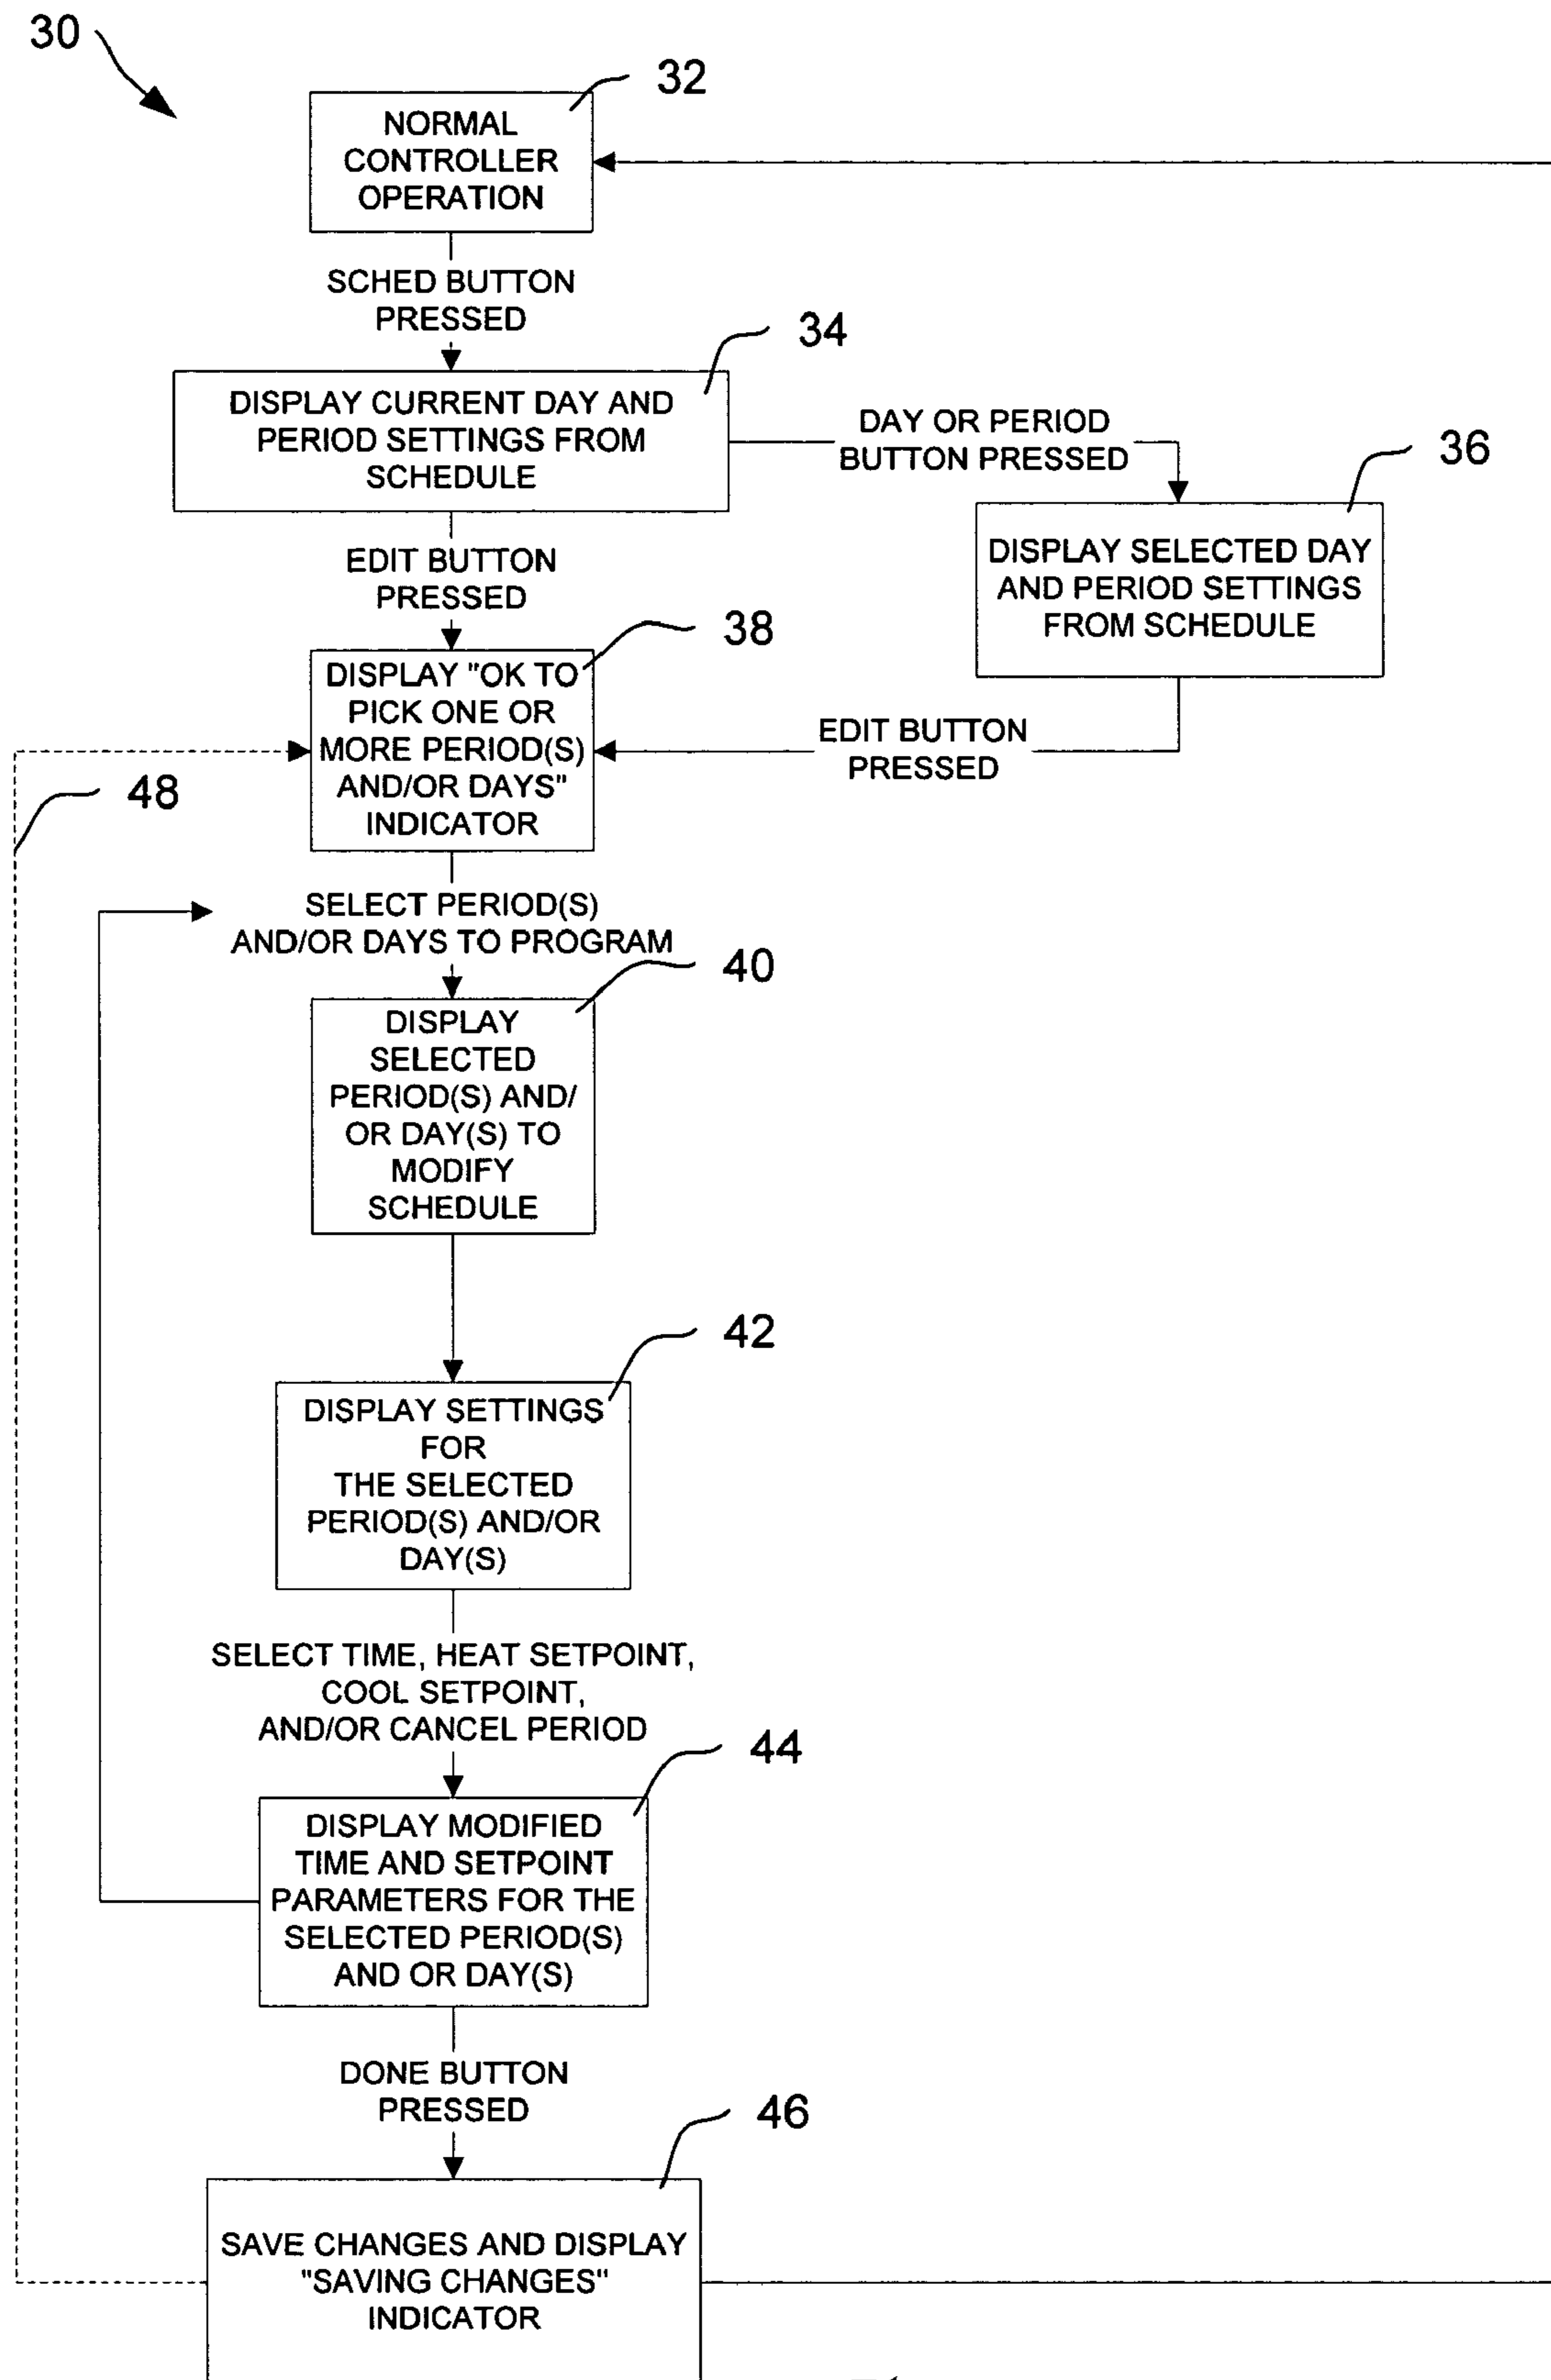 30
32
NORMAL
CONTROLLER
OPERATION
SCHED BUTTON
PRESSED
34
DISPLAY CURRENT DAY AND
PERIOD SETTINGS FROM
SCHEDULE
DAY OR PERIOD
BUTTON PRESSED
36
DISPLAY SELECTED DAY
AND PERIOD SETTINGS
FROM SCHEDULE
EDIT BUTTON
PRESSED
38
DISPLAY "OK TO
PICK ONE OR
MORE PERIOD(S)
AND/OR DAYS"
INDICATOR
EDIT BUTTON
PRESSED
48
SELECT PERIOD(S)
AND/OR DAYS TO PROGRAM
40
DISPLAY
SELECTED
PERIOD(S) AND/
OR DAY(S) TO
MODIFY
SCHEDULE
42
DISPLAY SETTINGS
FOR
THE SELECTED
PERIOD(S) AND/OR
DAY(S)
SELECT TIME, HEAT SETPOINT,
COOL SETPOINT,
AND/OR CANCEL PERIOD
44
DISPLAY MODIFIED
TIME AND SETPOINT
PARAMETERS FOR THE
SELECTED PERIOD(S)
AND OR DAY(S)
DONE BUTTON
PRESSED
46
SAVE CHANGES AND DISPLAY
"SAVING CHANGES"
INDICATOR